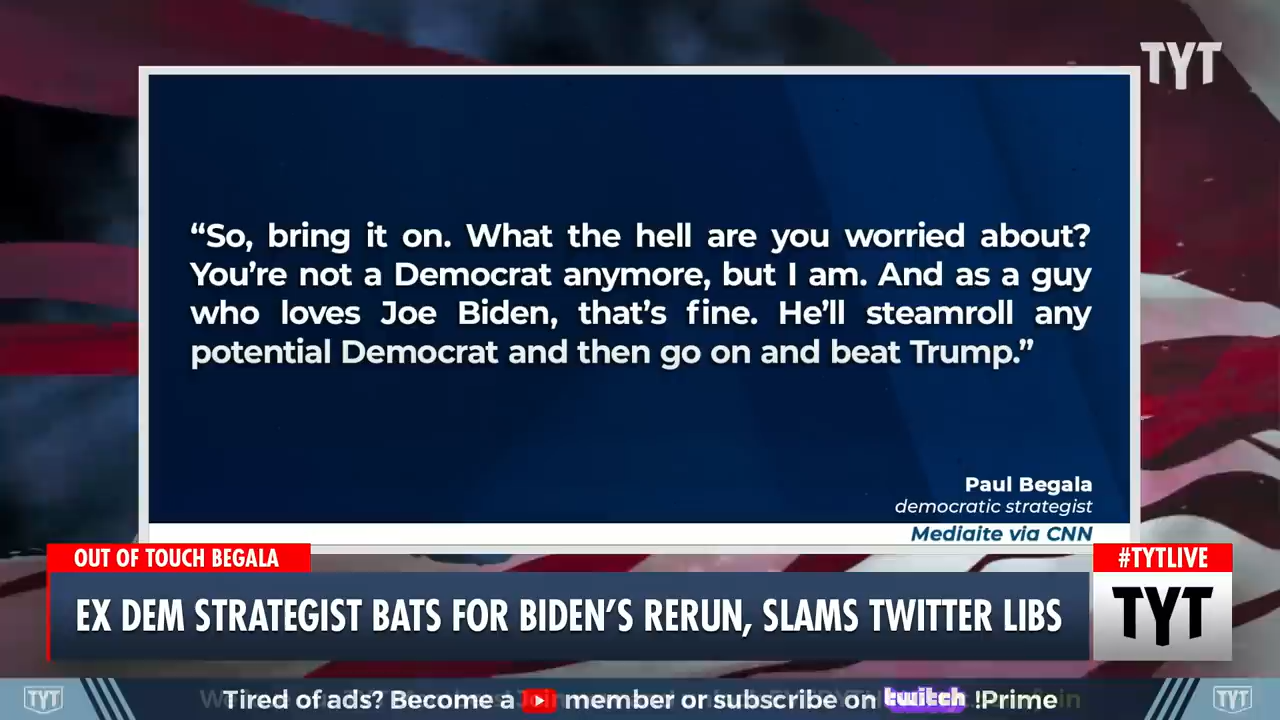 TYT
“So, bring it on. What the hell are you worried about?
You’re not a Democrat anymore, but I am. And as a guy
who loves Joe Biden, that’s fine. He’ll steamroll any
potential Democrat and then go on and beat Trump.”
Paul Begala
democratic strategist
Mediaite via CNN
OUT OF TOUCH BEGALA
#TYTLIVE
EX DEM STRATEGIST BATS FOR BIDEN’S RERUN, SLAMS TWITTER LIBS
TYT
TYT
Tired of ads? Become a member or subscribe on twitch !Prime
TYT